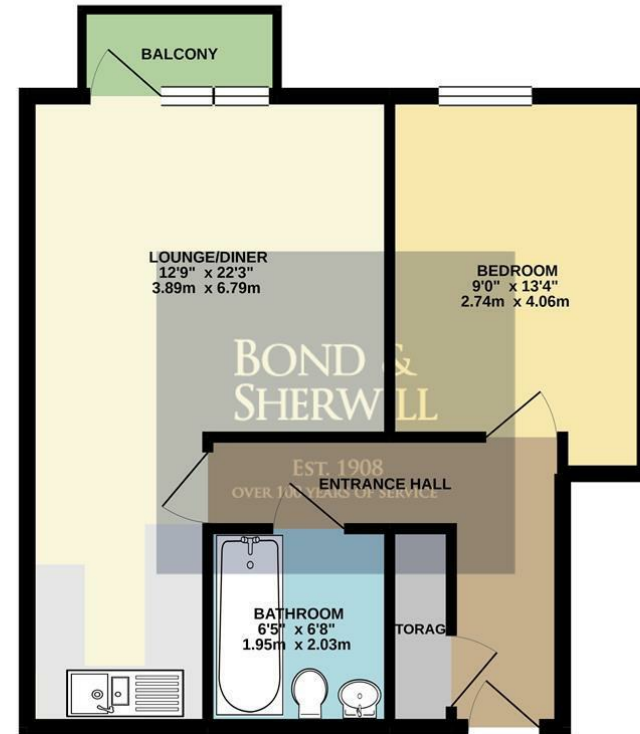 BALCONY
LOUNGE/DINER
12'9" x 22'3"
3.89m x 6.79m
BEDROOM
9'0" x 13'4"
2.74m x 4.06m
BOND &
SHERWILL
EST. 1908
OVER 100 YEARS OF SERVICE
ENTRANCE HALL
BATHROOM
6'5" x 6'8"
1.95m x 2.03m
TORAG